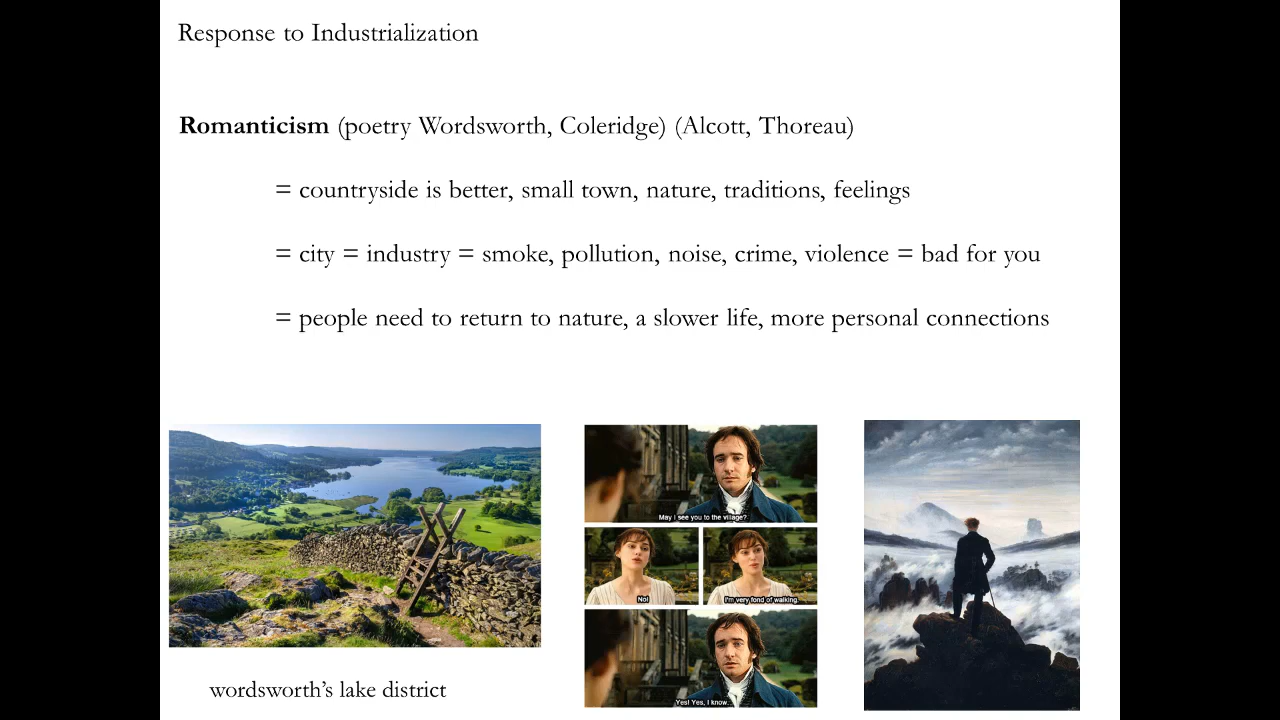 Response to Industrialization
Romanticism (poetry Wordsworth, Coleridge) (Alcott, Thoreau)
= countryside is better, small town, nature, traditions, feelings
= city = industry = smoke, pollution, noise, crime, violence = bad for you
= people need to return to nature, a slower life, more personal connections
May I see you to the village?
No!
I'm very fond of walking.
Yes! Yes, I know...
wordsworth's lake district